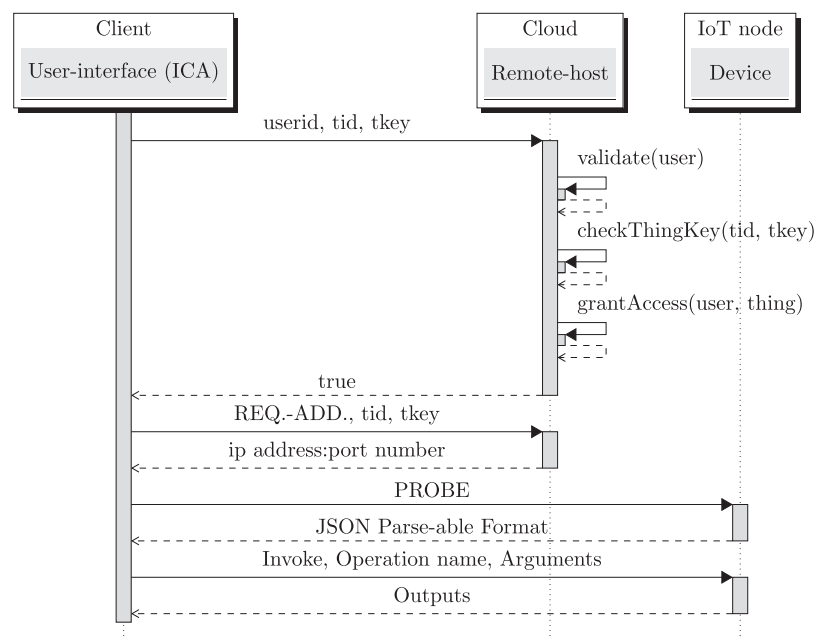 Client
Cloud
IoT node
User-interface (ICA)
Remote-host
Device
userid, tid, tkey
validate(user)
checkThingKey(tid, tkey)
grantAccess(user, thing)
true
REQ.-ADD., tid, tkey
ip address:port number
PROBE
JSON Parse-able Format
Invoke, Operation name, Arguments
Outputs